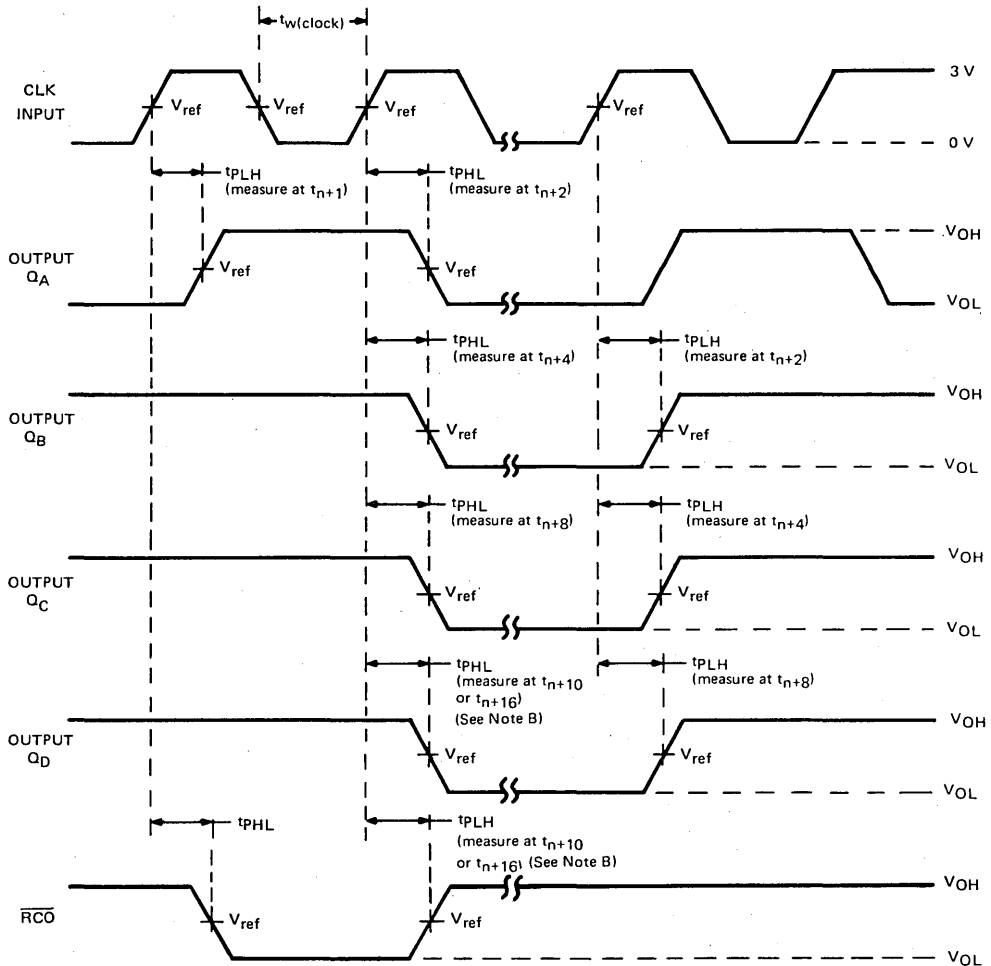 tw(clock)
CLK
INPUT
Vref
Vref
Vref
Vref
3 V
0 V
tPLH
(measure at tn+1)
tPHL
(measure at tn+2)
OUTPUT
QA
Vref
Vref
VOH
VOL
tPHL
(measure at tn+4)
tPLH
(measure at tn+2)
OUTPUT
QB
Vref
Vref
VOH
VOL
tPHL
(measure at tn+8)
tPLH
(measure at tn+4)
OUTPUT
QC
Vref
Vref
VOH
VOL
tPHL
(measure at tn+10
or tn+16)
(See Note B)
tPLH
(measure at tn+8)
OUTPUT
QD
Vref
Vref
VOH
VOL
tPHL
tPLH
(measure at tn+10
or tn+16) (See Note B)
RCO
Vref
Vref
VOH
VOL